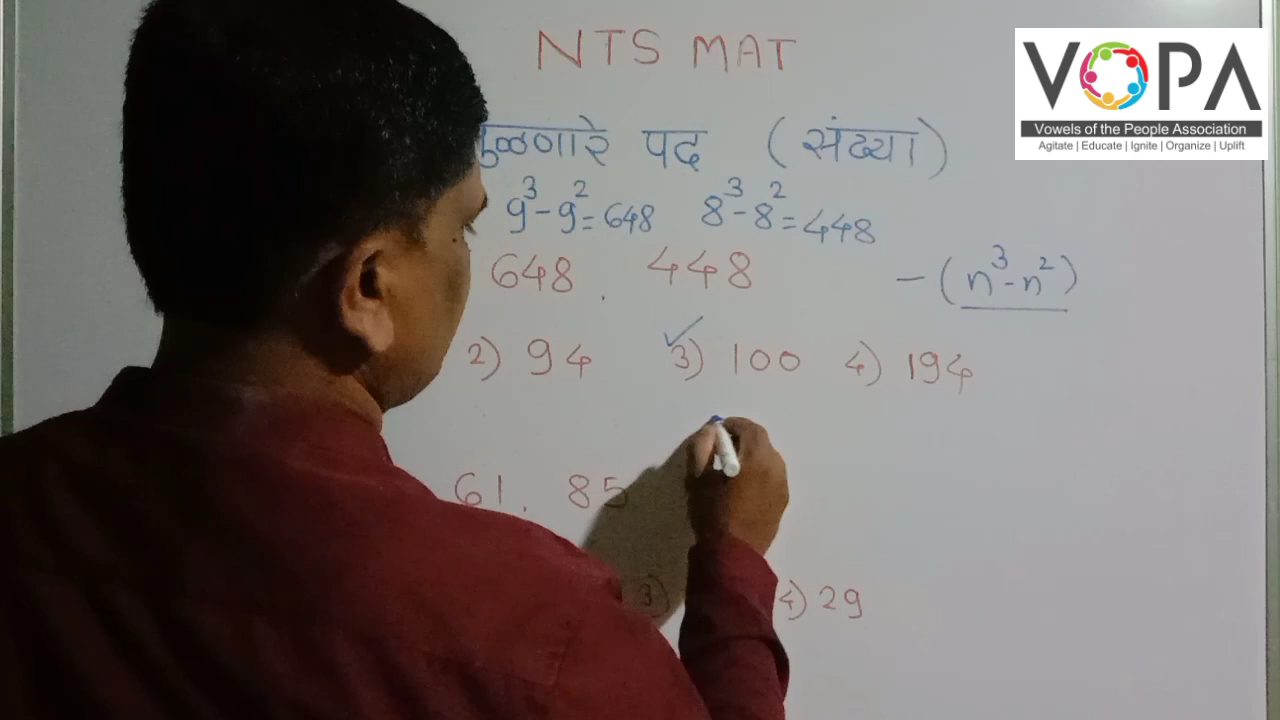 NTS MAT
VOPA
Vowels of the People Association
Agitate | Educate | Ignite | Organize | Uplift
पद (संख्या)
9³-9²=648 8³-8²=448
648, 448 -(n³-n²)
2) 94 ✓3) 100 4) 194
61, 85
3) 4) 29